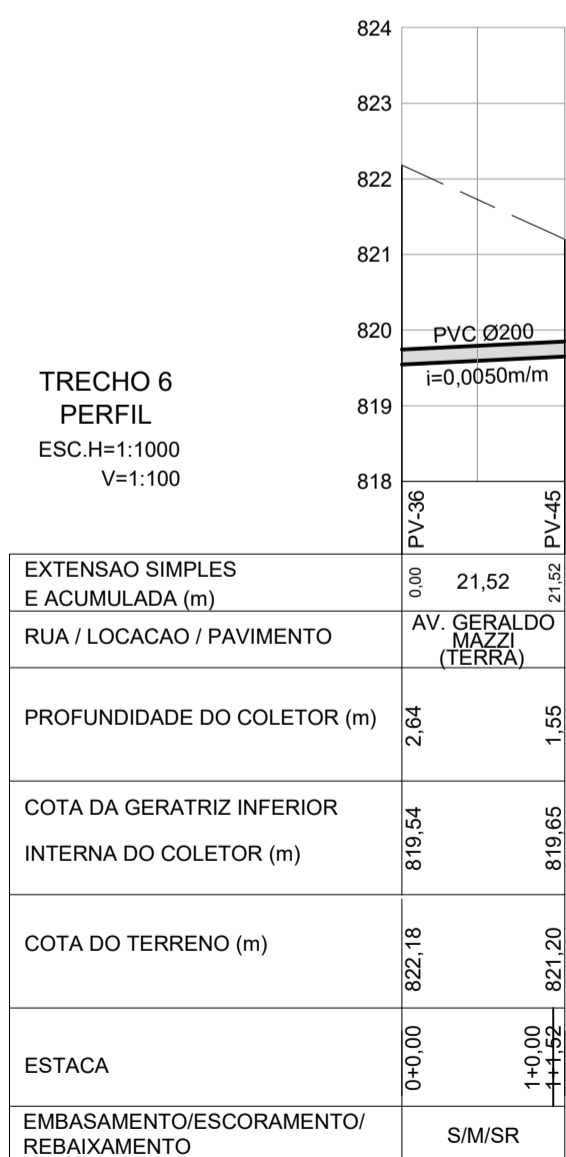 824
823
822
821
820
819
818
PVC Ø200
i=0,0050m/m
TRECHO 6
PERFIL
ESC.H=1:1000
V=1:100
PV-36
PV-45
EXTENSAO SIMPLES
E ACUMULADA (m)
0,00
21,52
21,52
RUA / LOCACAO / PAVIMENTO
AV. GERALDO
MAZZI
(TERRA)
PROFUNDIDADE DO COLETOR (m)
2,64
1,55
COTA DA GERATRIZ INFERIOR
INTERNA DO COLETOR (m)
819,54
819,65
COTA DO TERRENO (m)
822,18
821,20
ESTACA
0+0,00
1+0,00
1+1,52
EMBASAMENTO/ESCORAMENTO/
REBAIXAMENTO
S/M/SR